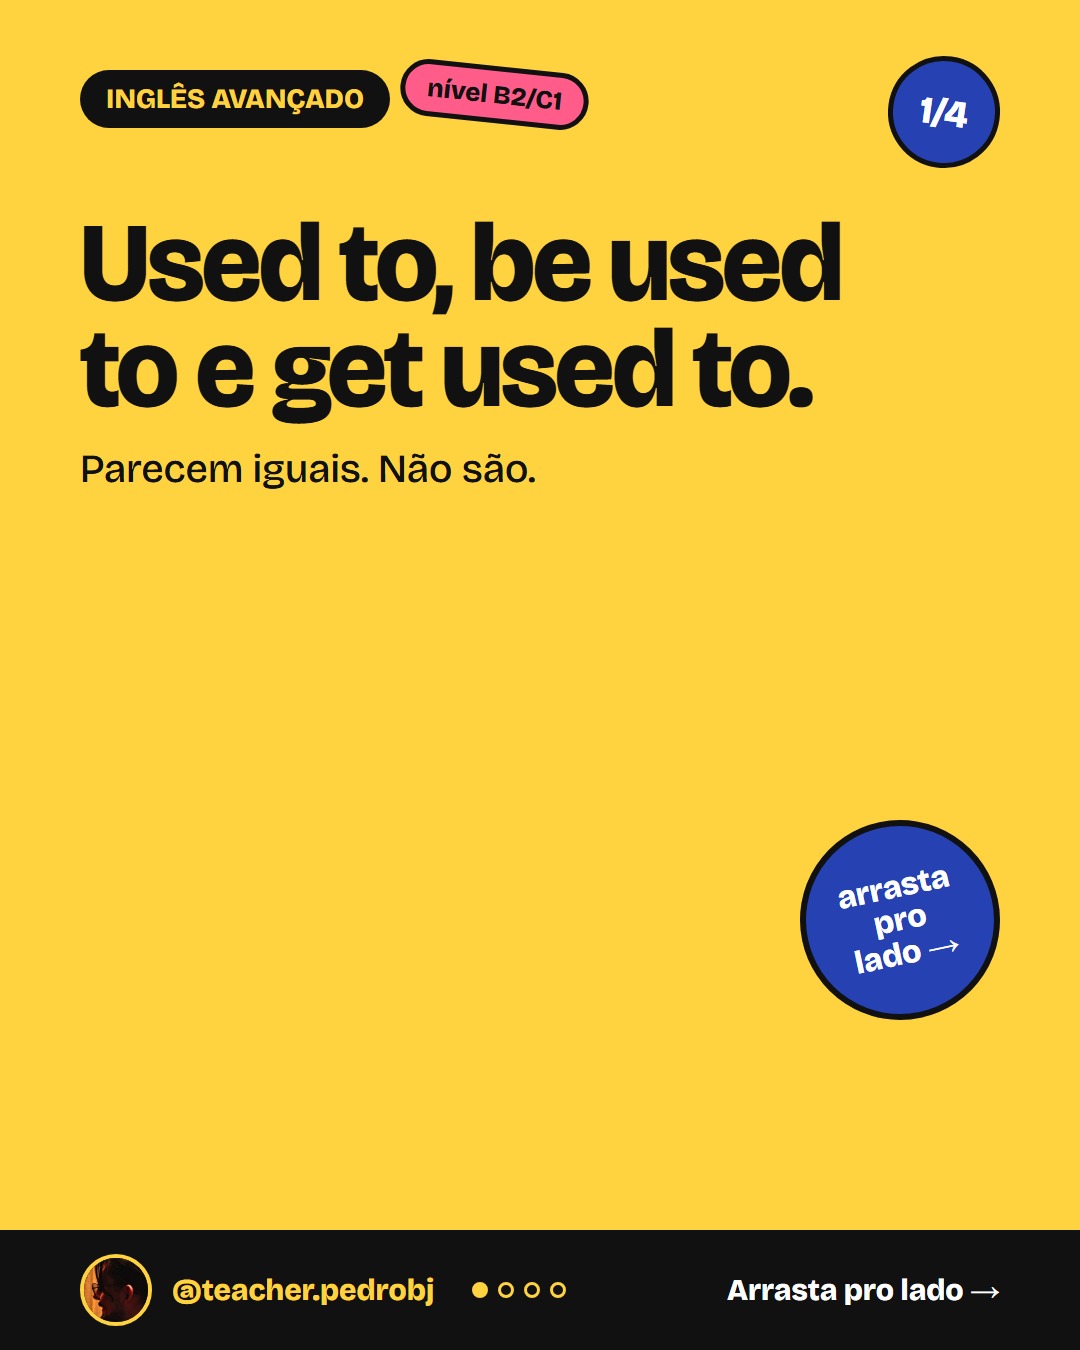 INGLÊS AVANÇADO
nível B2/C1
1/4
Used to, be used
to e get used to.
Parecem iguais. Não são.
arrasta
pro
lado →
@teacher.pedrobj
Arrasta pro lado →